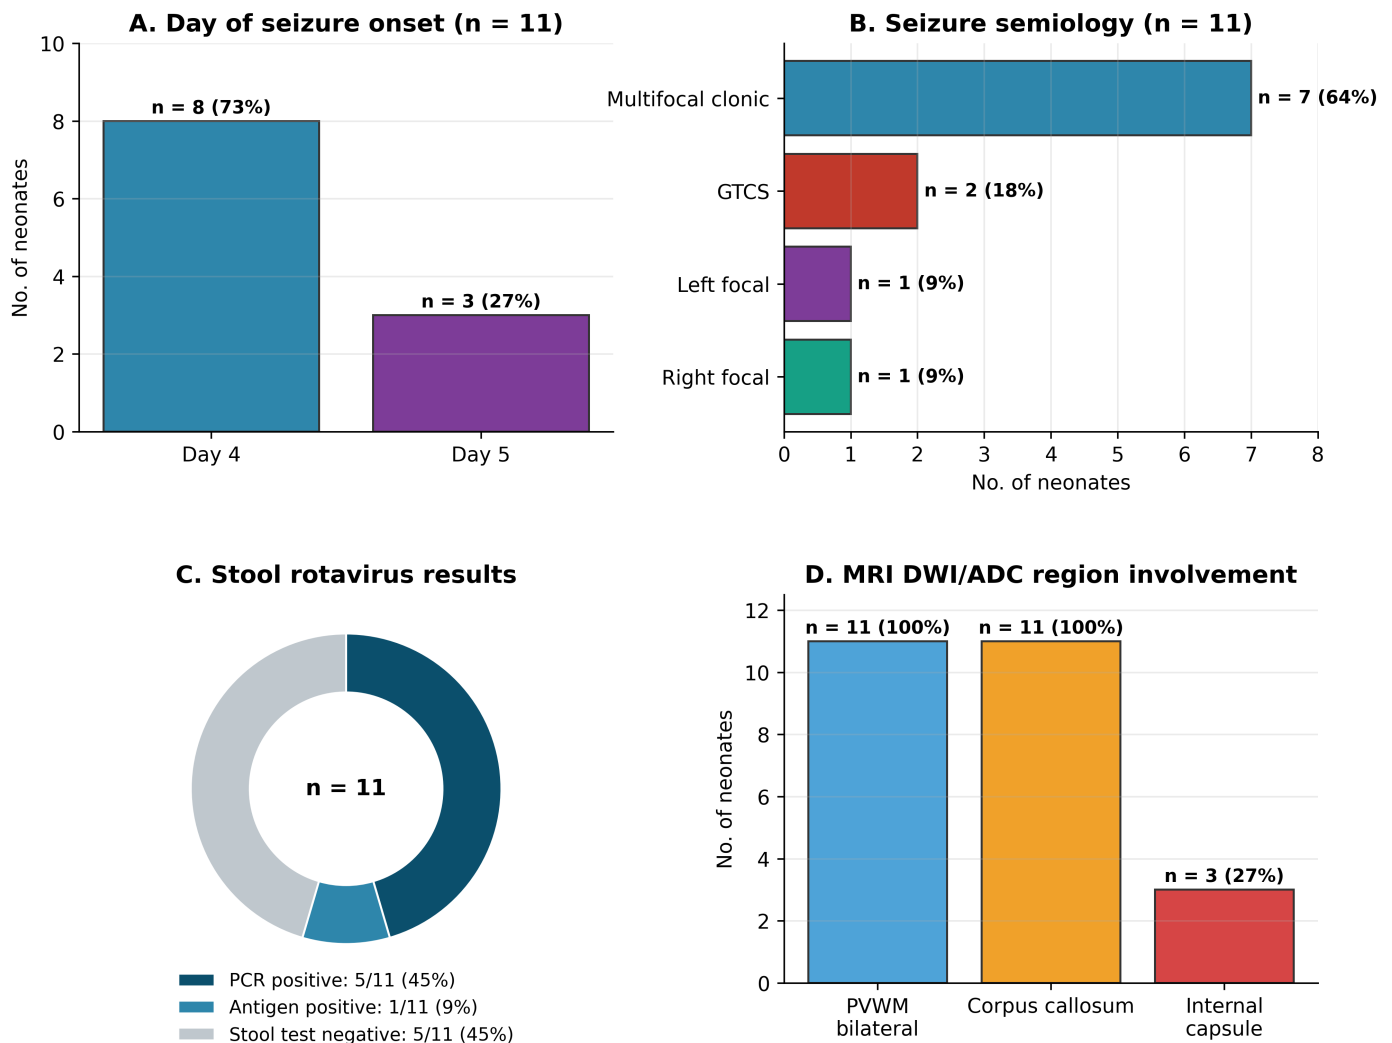 A. Day of seizure onset (n = 11)
No. of neonates
10
8
6
4
2
0
n = 8 (73%)
n = 3 (27%)
Day 4
Day 5
B. Seizure semiology (n = 11)
Multifocal clonic
n = 7 (64%)
GTCS
n = 2 (18%)
Left focal
n = 1 (9%)
Right focal
n = 1 (9%)
0 1 2 3 4 5 6 7 8
No. of neonates
C. Stool rotavirus results
n = 11
PCR positive: 5/11 (45%)
Antigen positive: 1/11 (9%)
Stool test negative: 5/11 (45%)
D. MRI DWI/ADC region involvement
No. of neonates
12
10
8
6
4
2
0
n = 11 (100%)
n = 11 (100%)
n = 3 (27%)
PVWM
bilateral
Corpus callosum
Internal
capsule